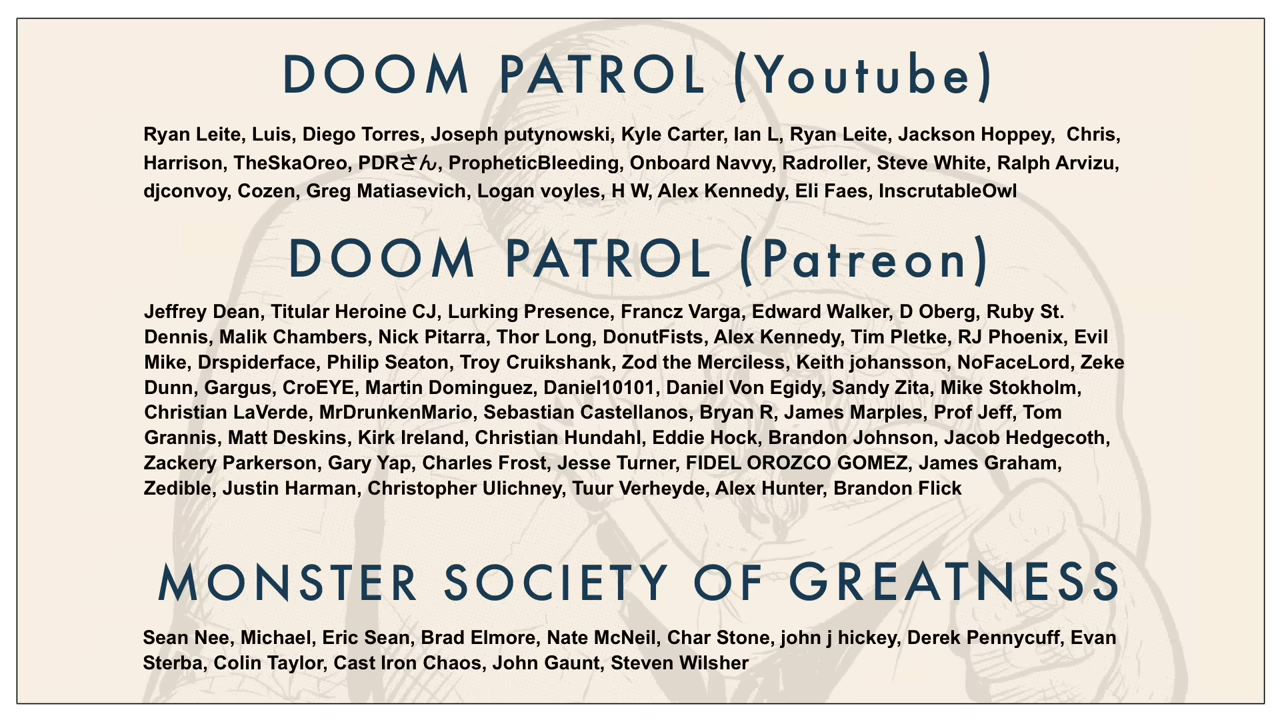 DOOM PATROL (Youtube)
Ryan Leite, Luis, Diego Torres, Joseph putynowski, Kyle Carter, Ian L, Ryan Leite, Jackson Hoppey,  Chris,
Harrison, TheSkaOreo, PDRさん, PropheticBleeding, Onboard Navvy, Radroller, Steve White, Ralph Arvizu,
djconvoy, Cozen, Greg Matiasevich, Logan voyles, H W, Alex Kennedy, Eli Faes, InscrutableOwl
DOOM PATROL (Patreon)
Jeffrey Dean, Titular Heroine CJ, Lurking Presence, Francz Varga, Edward Walker, D Oberg, Ruby St.
Dennis, Malik Chambers, Nick Pitarra, Thor Long, DonutFists, Alex Kennedy, Tim Pletke, RJ Phoenix, Evil
Mike, Drspiderface, Philip Seaton, Troy Cruikshank, Zod the Merciless, Keith johansson, NoFaceLord, Zeke
Dunn, Gargus, CroEYE, Martin Dominguez, Daniel10101, Daniel Von Egidy, Sandy Zita, Mike Stokholm,
Christian LaVerde, MrDrunkenMario, Sebastian Castellanos, Bryan R, James Marples, Prof Jeff, Tom
Grannis, Matt Deskins, Kirk Ireland, Christian Hundahl, Eddie Hock, Brandon Johnson, Jacob Hedgecoth,
Zackery Parkerson, Gary Yap, Charles Frost, Jesse Turner, FIDEL OROZCO GOMEZ, James Graham,
Zedible, Justin Harman, Christopher Ulichney, Tuur Verheyde, Alex Hunter, Brandon Flick
MONSTER SOCIETY OF GREATNESS
Sean Nee, Michael, Eric Sean, Brad Elmore, Nate McNeil, Char Stone, john j hickey, Derek Pennycuff, Evan
Sterba, Colin Taylor, Cast Iron Chaos, John Gaunt, Steven Wilsher